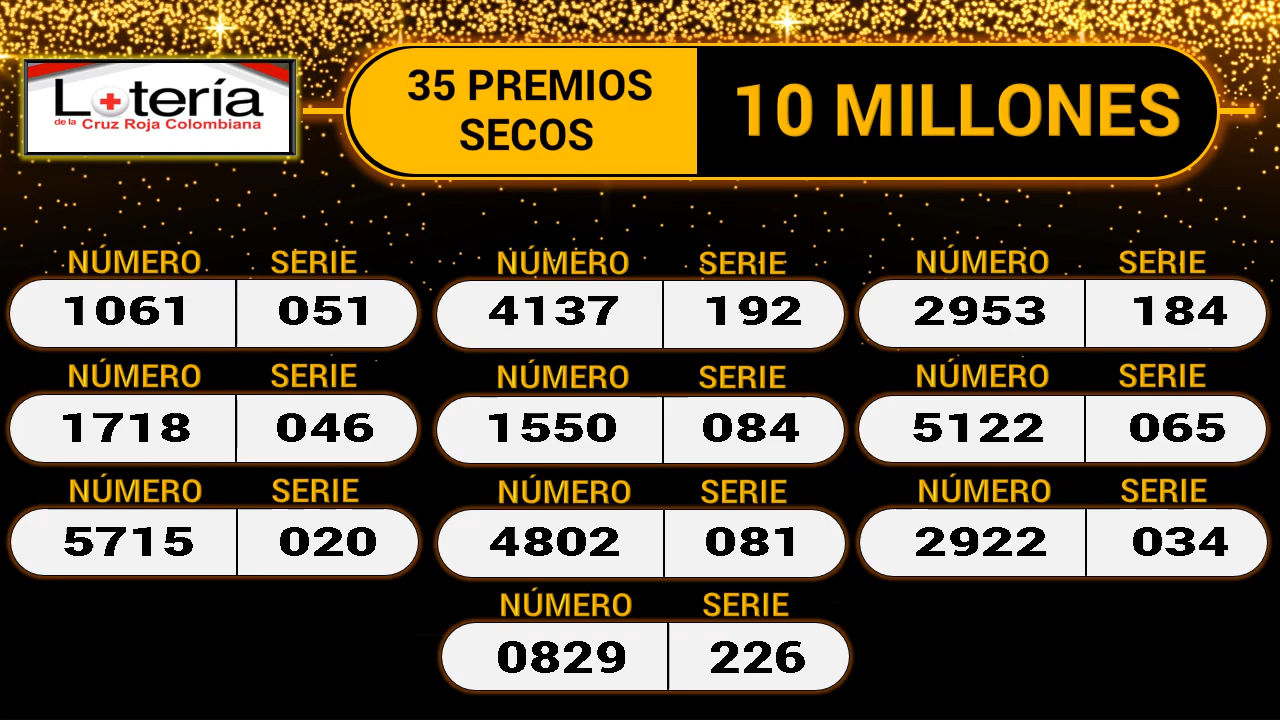 Lotería
de la Cruz Roja Colombiana
35 PREMIOS
SECOS
10 MILLONES
NÚMERO SERIE NÚMERO SERIE NÚMERO SERIE
1061 051 4137 192 2953 184
NÚMERO SERIE NÚMERO SERIE NÚMERO SERIE
1718 046 1550 084 5122 065
NÚMERO SERIE NÚMERO SERIE NÚMERO SERIE
5715 020 4802 081 2922 034
NÚMERO SERIE
0829 226